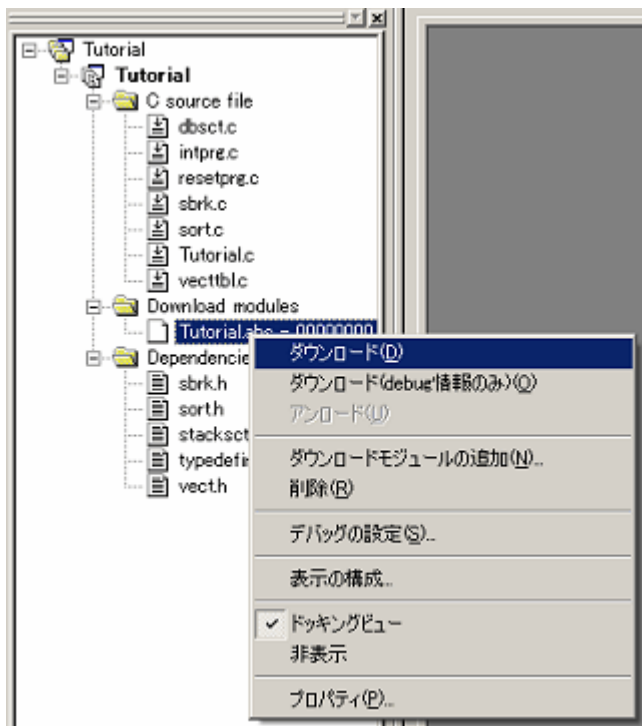 Tutorial
Tutorial
C source file
dbsct.c
intprg.c
resetprg.c
sbrk.c
sort.c
Tutorial.c
vecttbl.c
Download modules
Tutorial.abs - 00000000
Dependencie
sbrk.h
sort.h
stacksct
typedefi
vect.h
ダウンロード(D)
ダウンロード(debug情報のみ)(O)
アンロード(U)
ダウンロードモジュールの追加(N)...
削除(R)
デバッグの設定(S)...
表示の構成...
ドッキングビュー
非表示
プロパティ(P)...